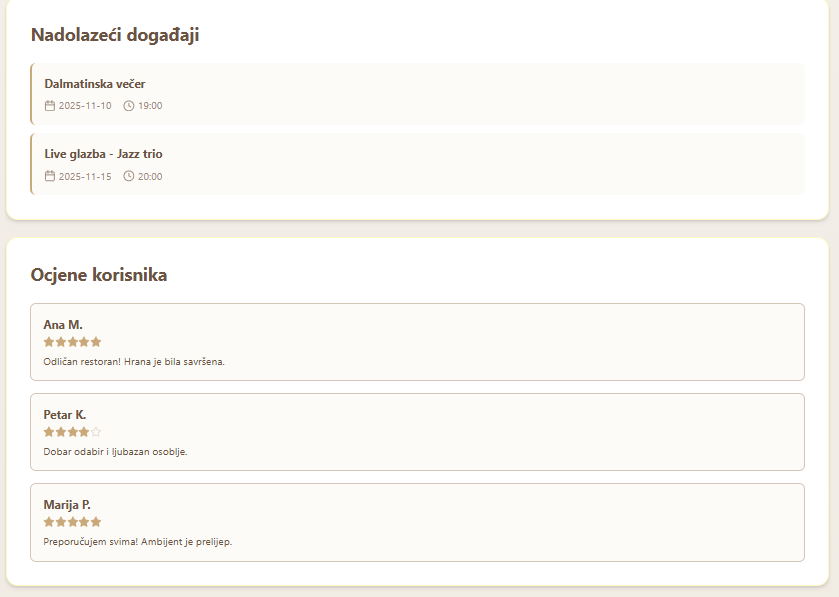 Nadolazeći događaji
Dalmatinska večer
2025-11-10 19:00
Live glazba - Jazz trio
2025-11-15 20:00
Ocjene korisnika
Ana M.
Odličan restoran! Hrana je bila savršena.
Petar K.
Dobar odabir i ljubazan osoblje.
Marija P.
Preporučujem svima! Ambijent je prelijep.